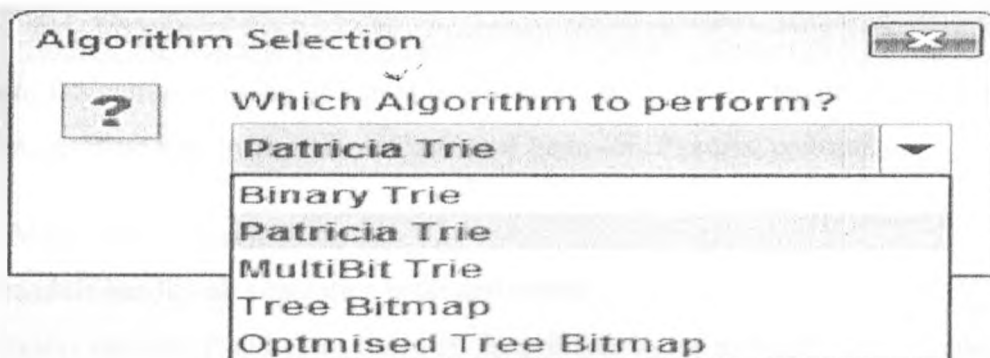 Algorithm Selection
?
Which Algorithm to perform?
Patricia Trie
Binary Trie
Patricia Trie
MultiBit Trie
Tree Bitmap
Optmised Tree Bitmap